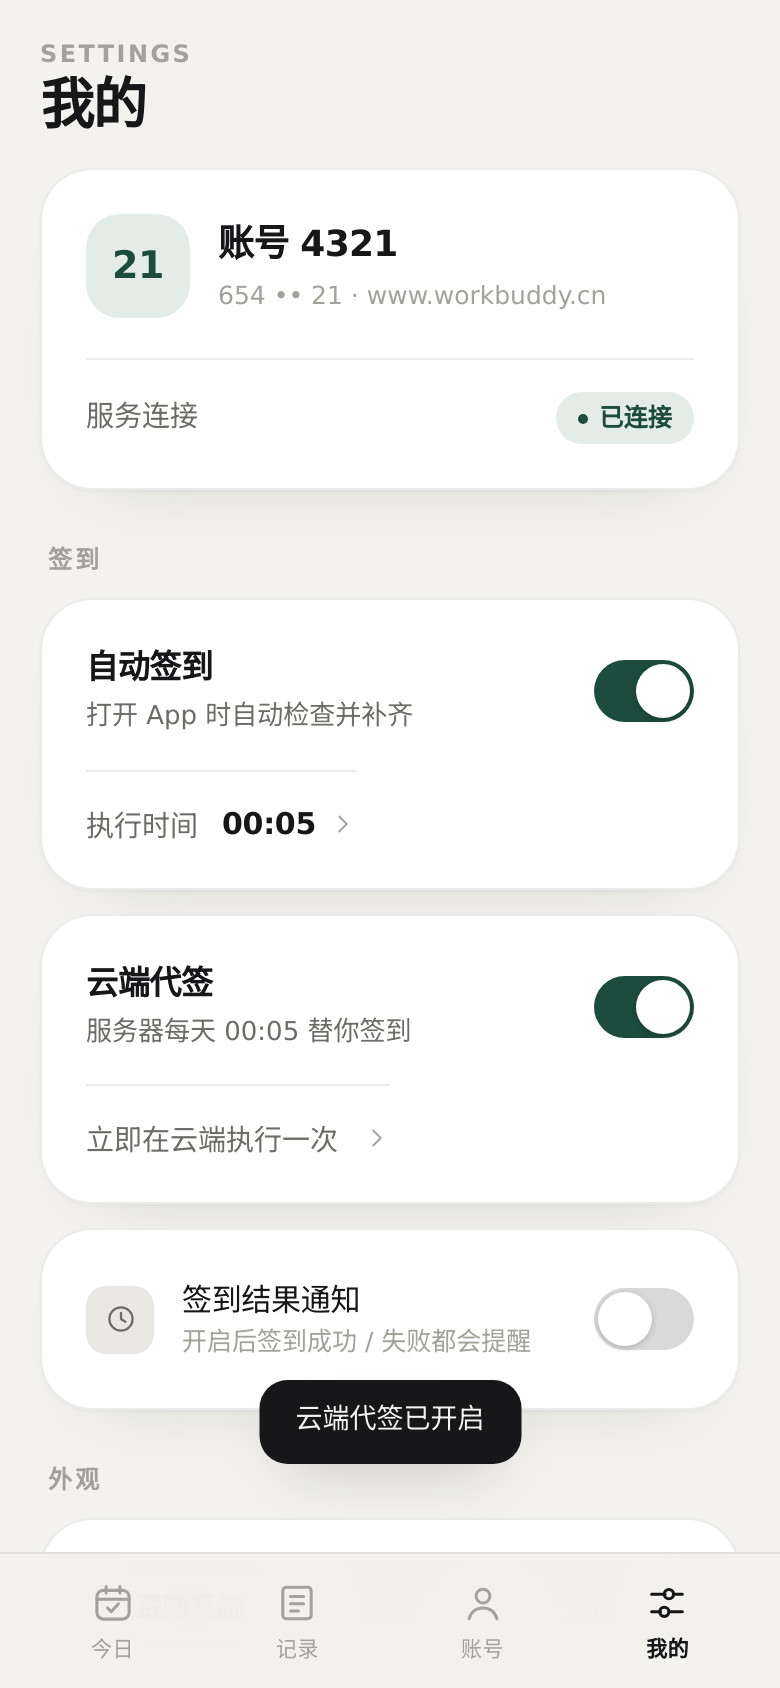 SETTINGS
我的
21
账号 4321
654 •• 21 · www.workbuddy.cn
服务连接
已连接
签到
自动签到
打开 App 时自动检查并补齐
执行时间 00:05
云端代签
服务器每天 00:05 替你签到
立即在云端执行一次
签到结果通知
开启后签到成功 / 失败都会提醒
云端代签已开启
外观
今日
记录
账号
我的